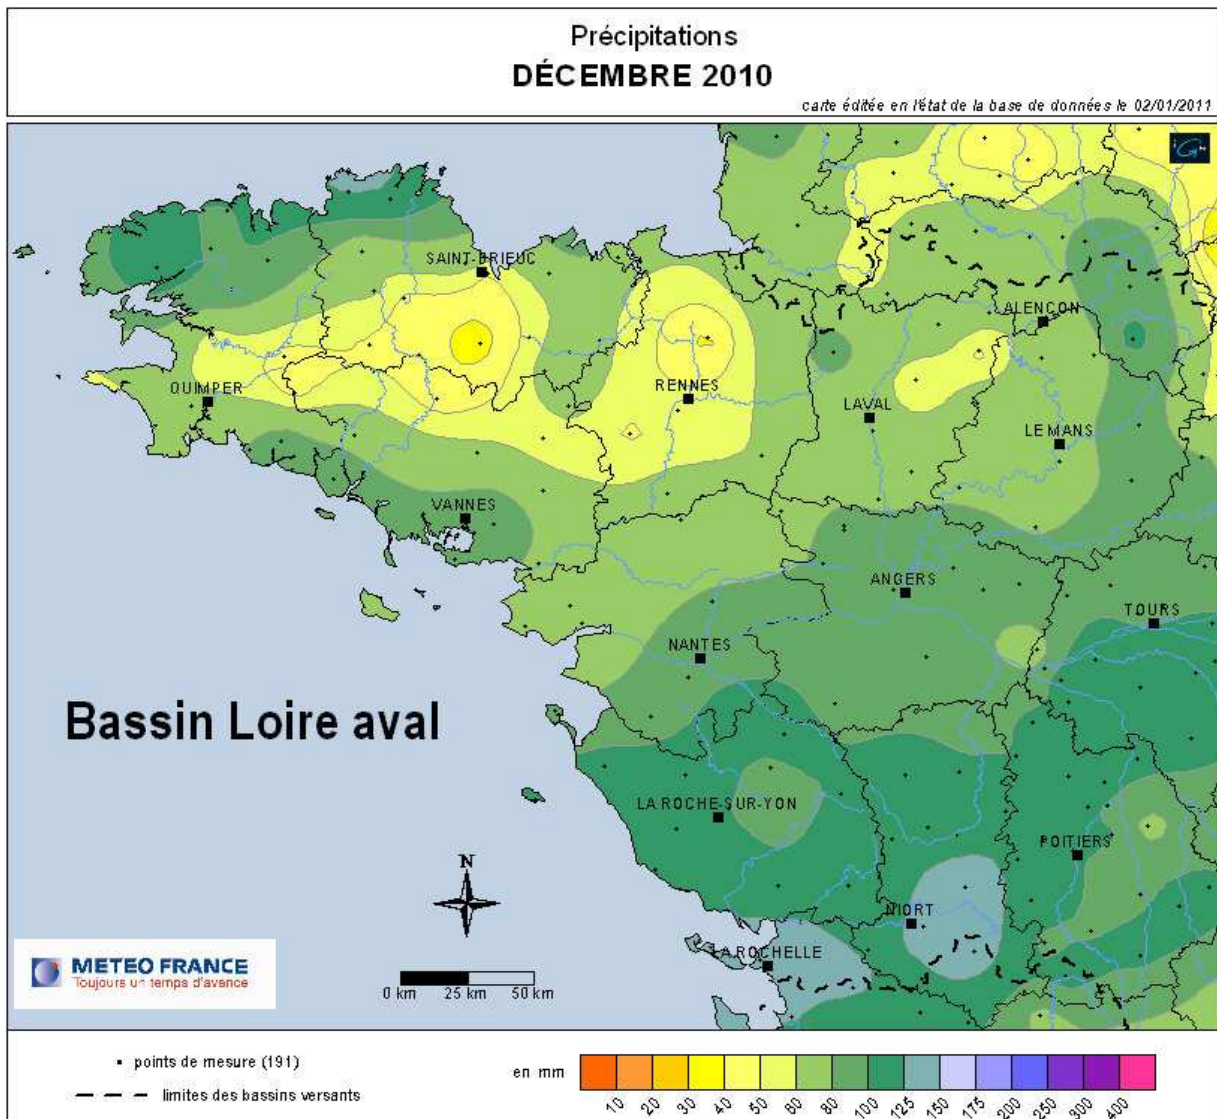 Précipitations
DÉCEMBRE 2010
carte éditée en l'état de la base de données le 02/01/2011
SAINT-BRIEUC
ALENÇON
QUIMPER
RENNES
LAVAL
LE MANS
VANNES
ANGERS
TOURS
NANTES
Bassin Loire aval
LA ROCHE-SUR-YON
POITIERS
N
NIORT
LA ROCHELLE
METEO FRANCE
Toujours un temps d'avance
0 km 25 km 50 km
points de mesure (191)
limites des bassins versants
en mm
10 20 30 40 50 60 80 100 125 150 175 200 250 300 400